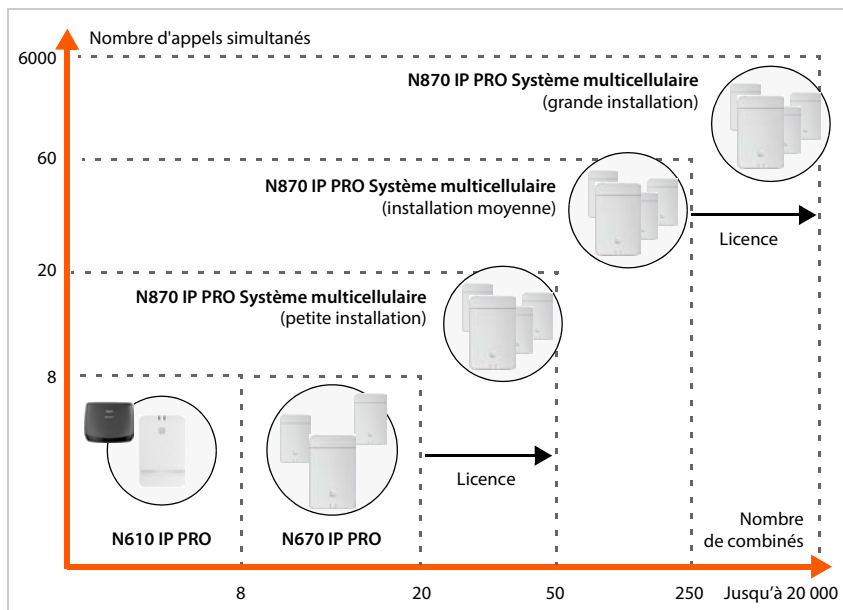 Nombre d'appels simultanés
6000
N870 IP PRO Système multicellulaire
(grande installation)
60
N870 IP PRO Système multicellulaire
(installation moyenne)
Licence
20
N870 IP PRO Système multicellulaire
(petite installation)
8
Licence
N610 IP PRO
N670 IP PRO
Nombre
de combinés
8
20
50
250
Jusqu'à 20 000